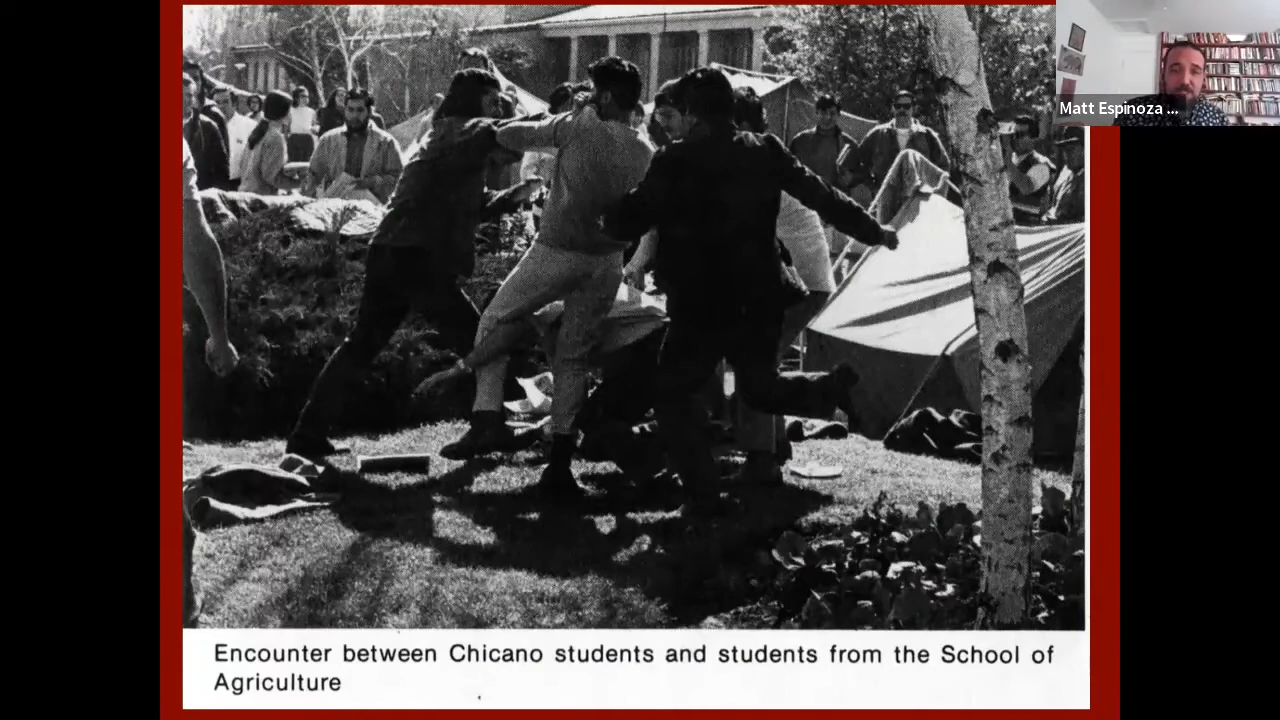 Matt Espinoza ...
Encounter between Chicano students and students from the School of
Agriculture